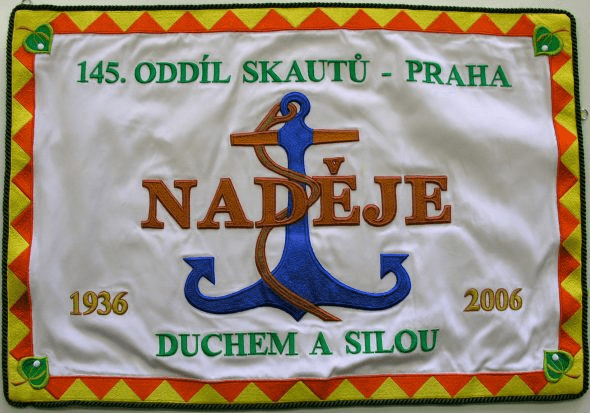 145. ODDÍL SKAUTŮ - PRAHA
NADĚJE
1936
2006
DUCHEM A SILOU